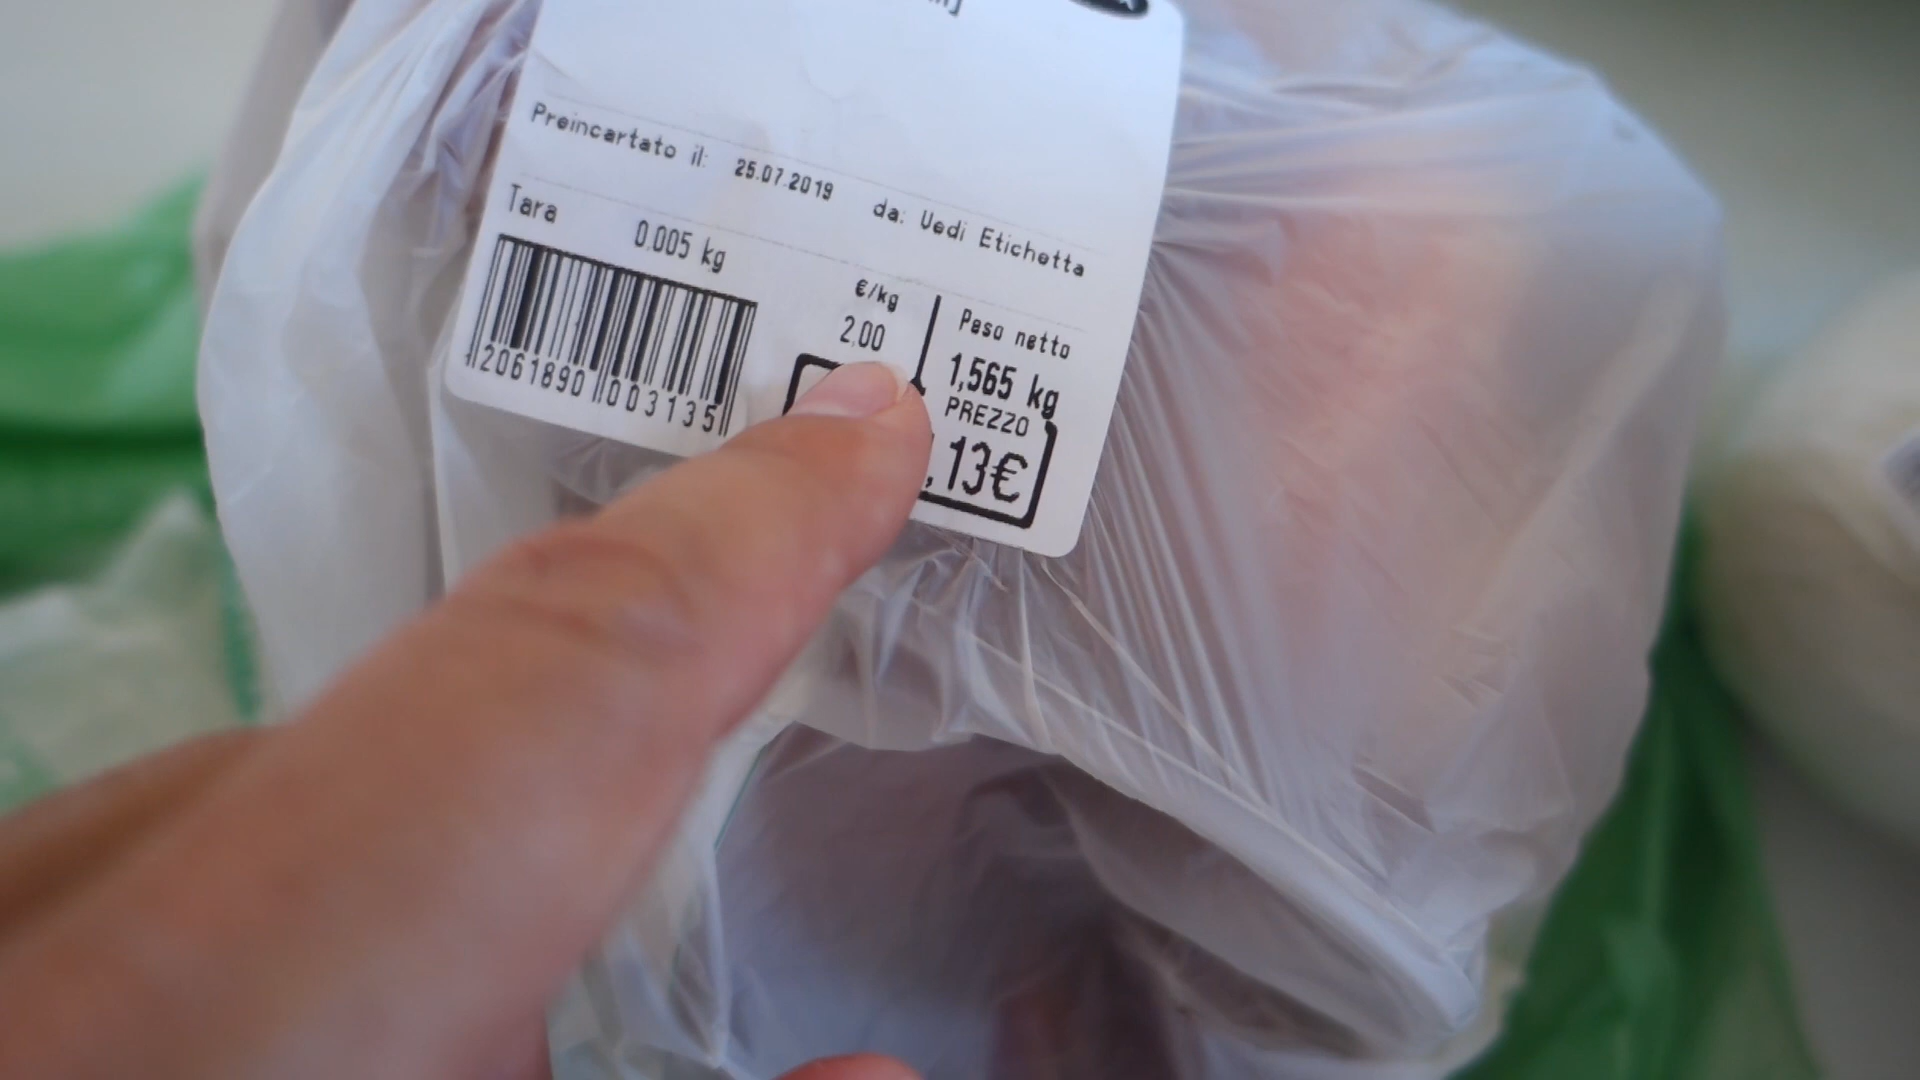 Preincartato il: 25.07.2019 da: Vedi Etichetta
Tara 0,005 kg
€/kg
2,00
Peso netto
1,565 kg
PREZZO
,13€
2061890 003135